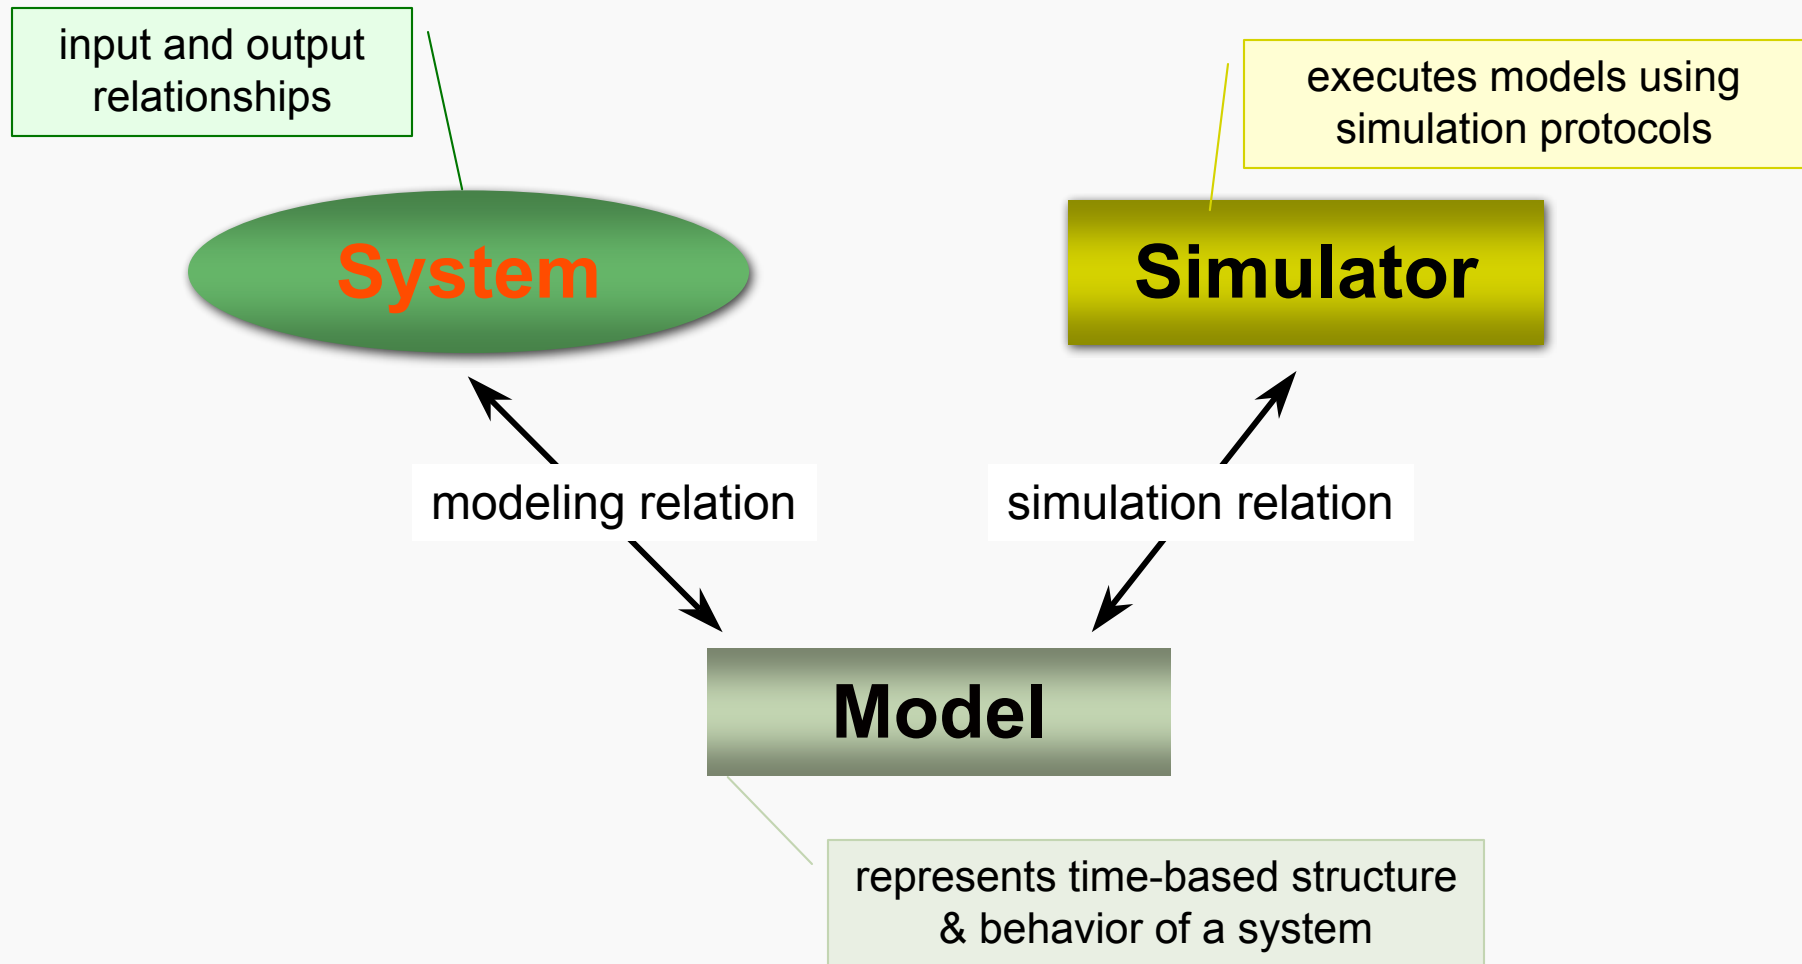 input and output
relationships
executes models using
simulation protocols
System
Simulator
modeling relation
simulation relation
Model
represents time-based structure
& behavior of a system